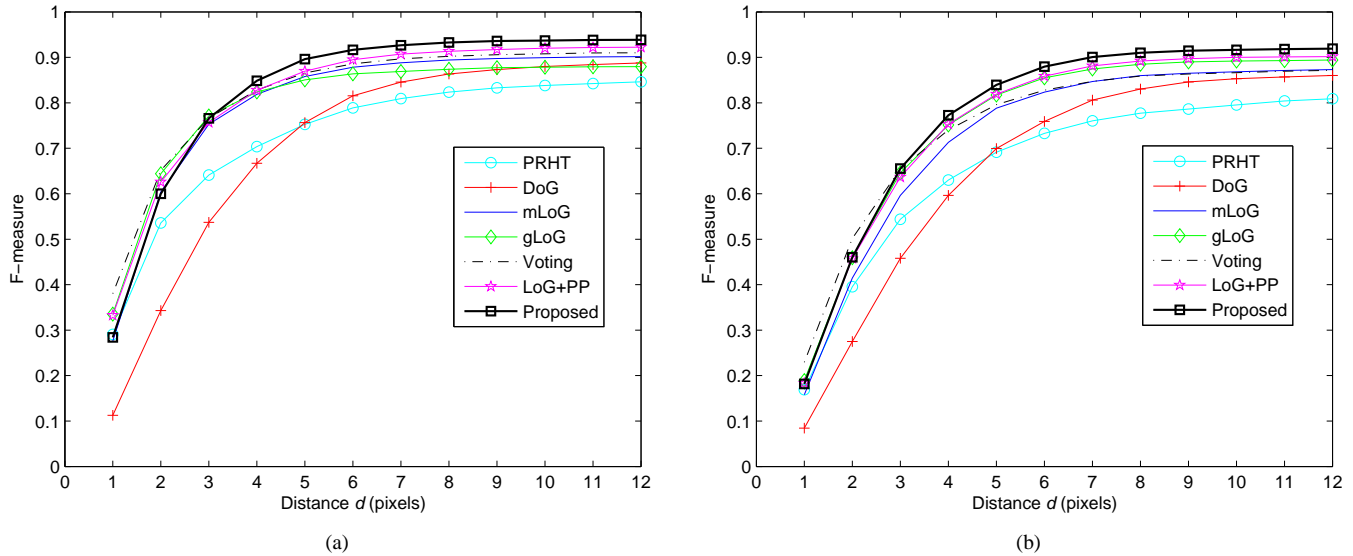 1
0.9
0.8
0.7
0.6
0.5
0.4
0.3
0.2
0.1
0
F−measure
0 1 2 3 4 5 6 7 8 9 10 11 12
Distance d (pixels)
PRHT
DoG
mLoG
gLoG
Voting
LoG+PP
Proposed
(a)
1
0.9
0.8
0.7
0.6
0.5
0.4
0.3
0.2
0.1
0
F−measure
0 1 2 3 4 5 6 7 8 9 10 11 12
Distance d (pixels)
PRHT
DoG
mLoG
gLoG
Voting
LoG+PP
Proposed
(b)